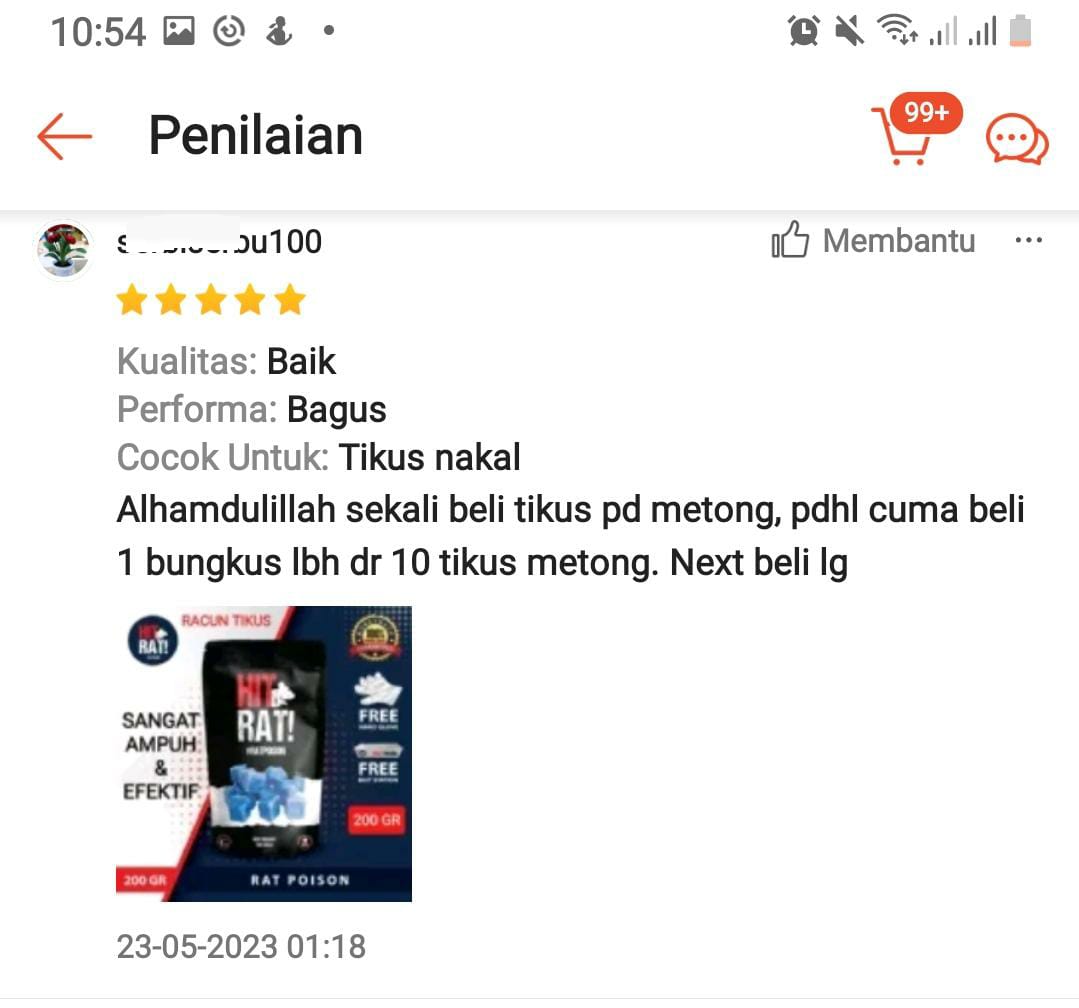 10:54
Penilaian
99+
bu100
Membantu
Kualitas: Baik
Performa: Bagus
Cocok Untuk: Tikus nakal
Alhamdulillah sekali beli tikus pd metong, pdhl cuma beli
1 bungkus lbh dr 10 tikus metong. Next beli lg
RACUN TIKUS
HIT
RAT!
SANGAT
AMPUH
&
EFEKTIF
HIT
RAT!
FREE
FREE
200 GR
200 GR
RAT POISON
23-05-2023 01:18